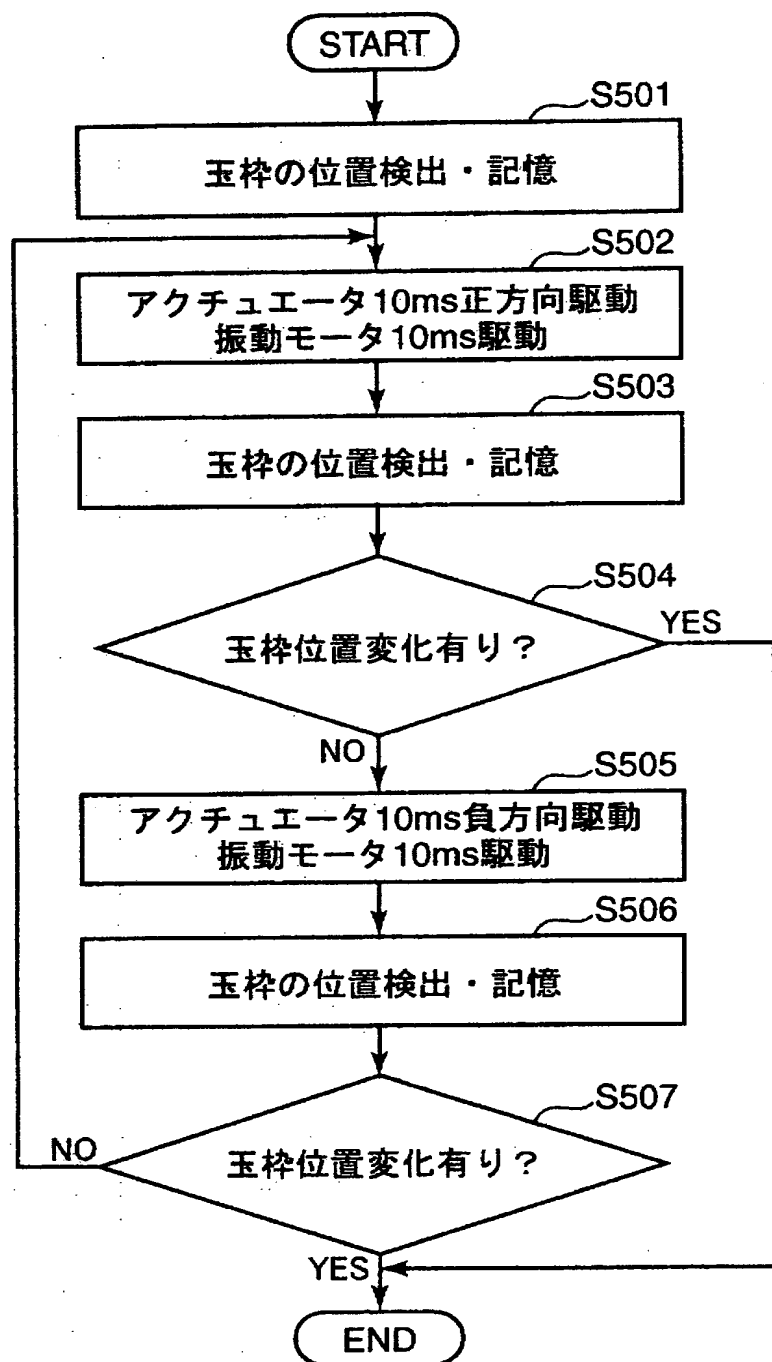 START
S501
玉枠の位置検出・記憶
S502
アクチュエータ10ms正方向駆動
振動モータ10ms駆動
S503
玉枠の位置検出・記憶
S504
玉枠位置変化有り?
YES
NO
S505
アクチュエータ10ms負方向駆動
振動モータ10ms駆動
S506
玉枠の位置検出・記憶
S507
玉枠位置変化有り?
NO
YES
END